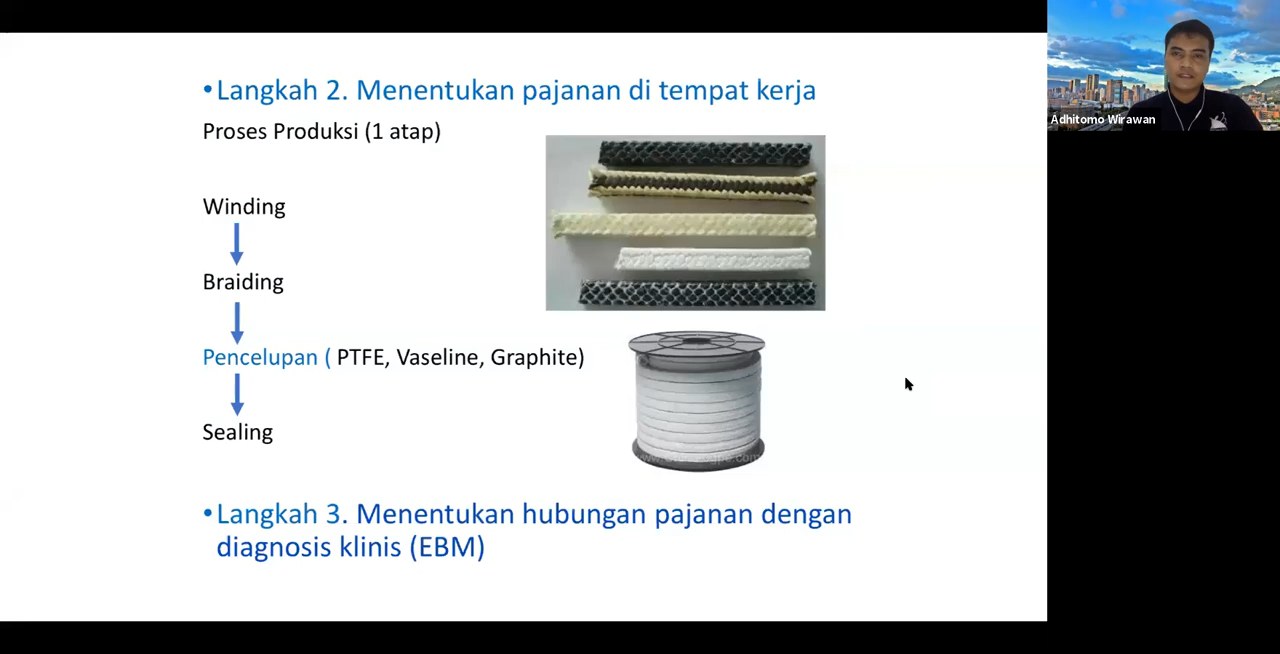 •Langkah 2. Menentukan pajanan di tempat kerja
Proses Produksi (1 atap)
Winding
Braiding
Pencelupan ( PTFE, Vaseline, Graphite)
Sealing
•Langkah 3. Menentukan hubungan pajanan dengan
diagnosis klinis (EBM)
Adhitomo Wirawan